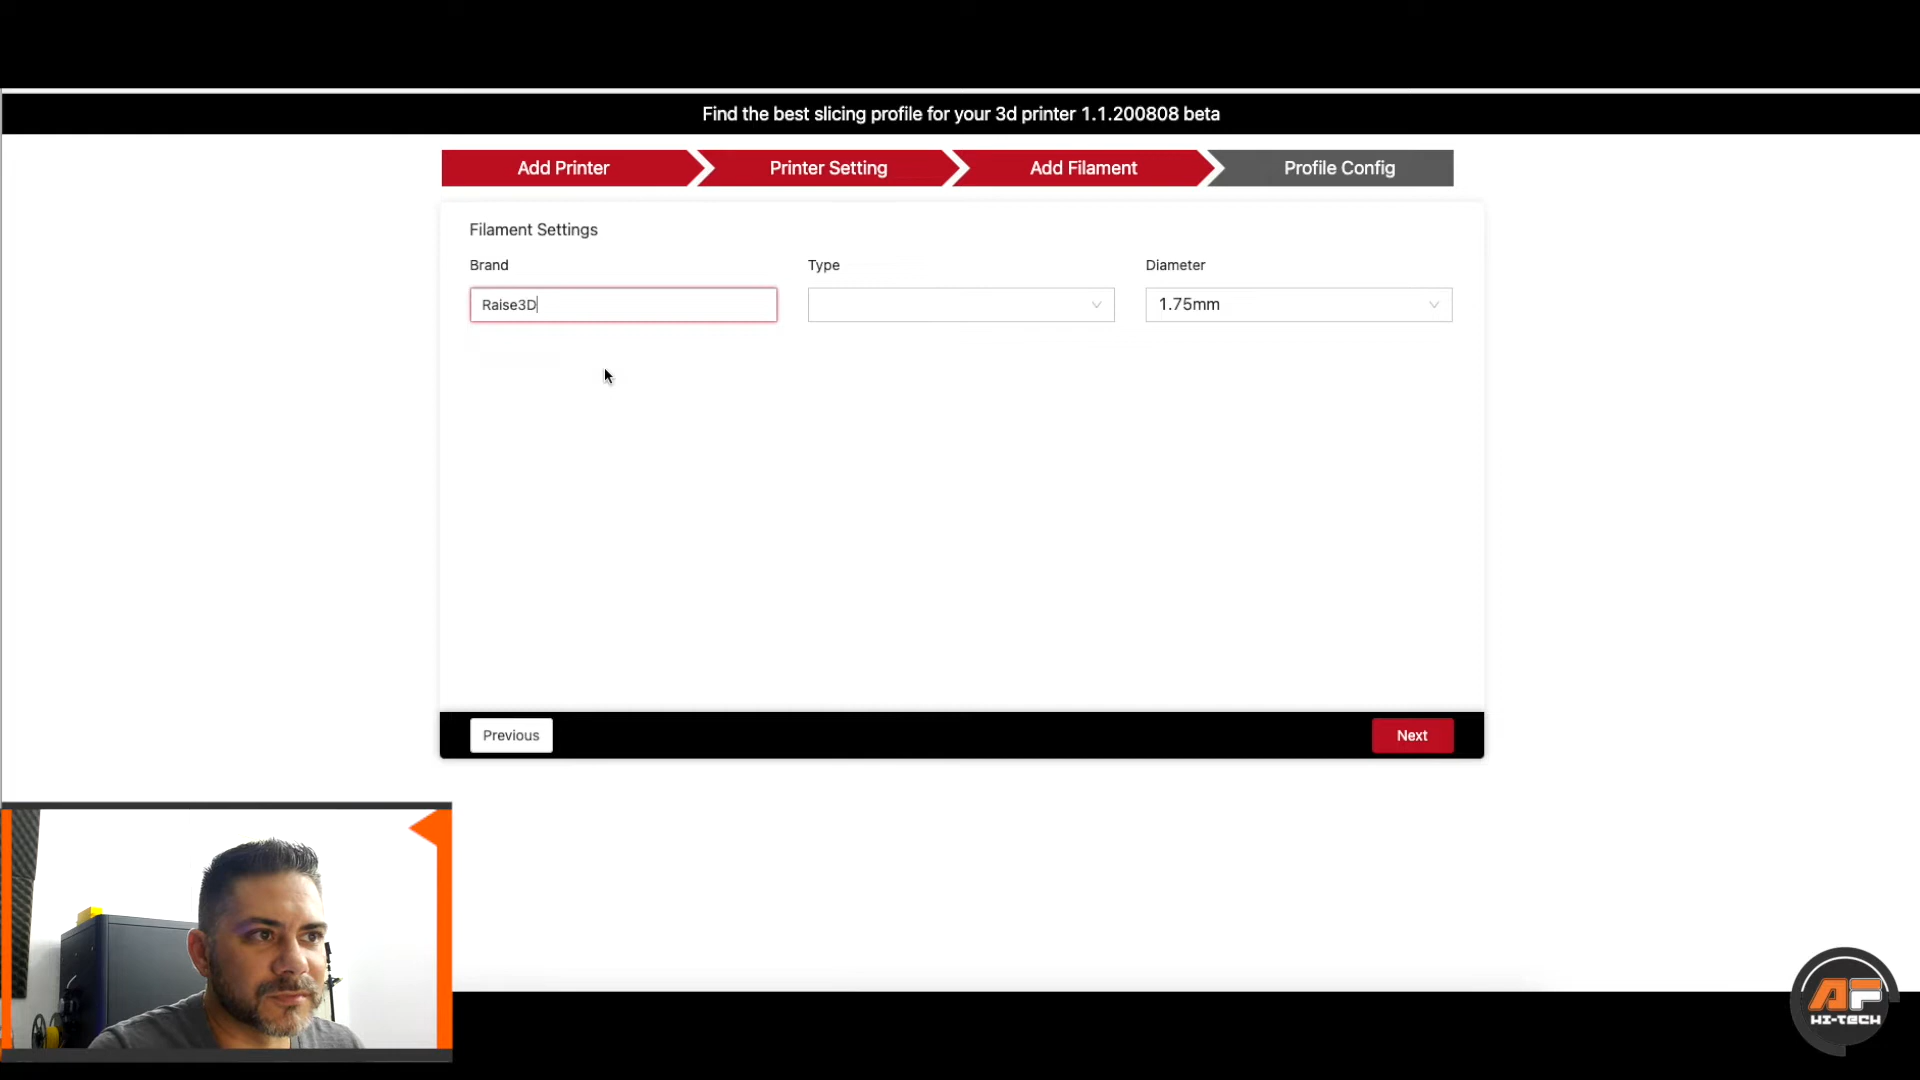 Find the best slicing profile for your 3d printer 1.1.200808 beta
Add Printer
Printer Setting
Add Filament
Profile Config
Filament Settings
Brand
Type
Diameter
Raise3D
1.75mm
Previous
Next
AF
HI-TECH